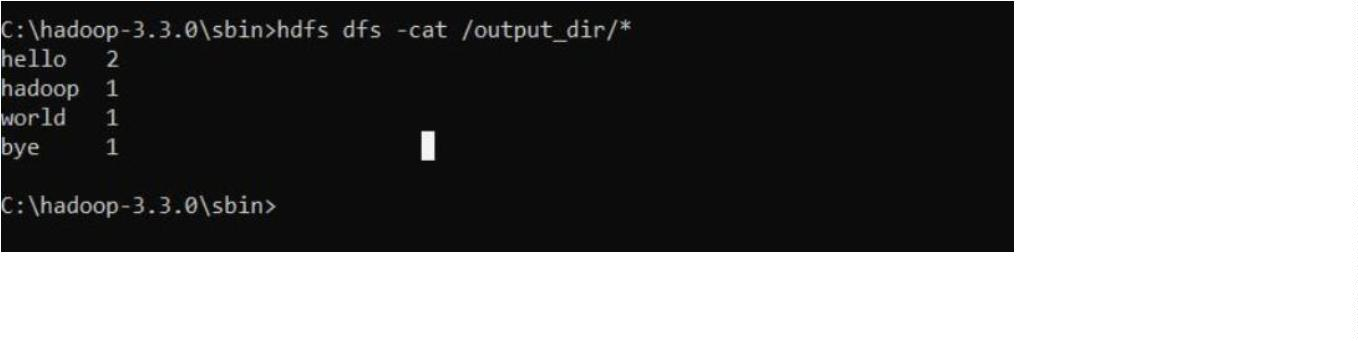 C:\hadoop-3.3.0\sbin>hdfs dfs -cat /output_dir/*
hello   2
hadoop  1
world   1
bye     1
C:\hadoop-3.3.0\sbin>